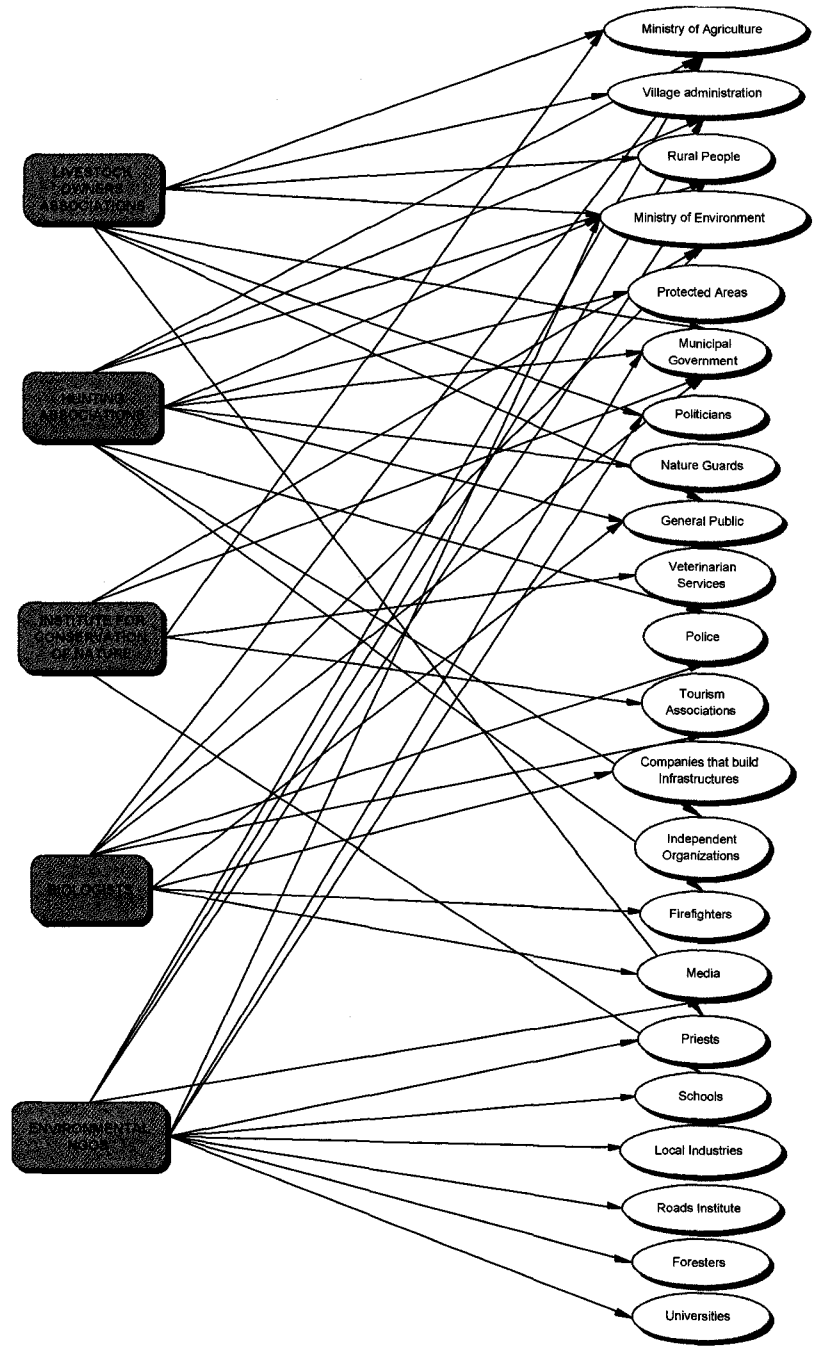 Ministry of Agriculture
Village administration
Rural People
Ministry of Environment
Protected Areas
Municipal
Government
Politicians
Nature Guards
General Public
Veterinarian
Services
Police
Tourism
Associations
Companies that build
Infrastructures
Independent
Organizations
Firefighters
Media
Priests
Schools
Local Industries
Roads Institute
Foresters
Universities
LIVESTOCK
OWNERS
ASSOCIATIONS
HUNTING
ASSOCIATIONS
INSTITUTE FOR
CONSERVATION
OF NATURE
BIOLOGISTS
ENVIRONMENTAL
NGOS